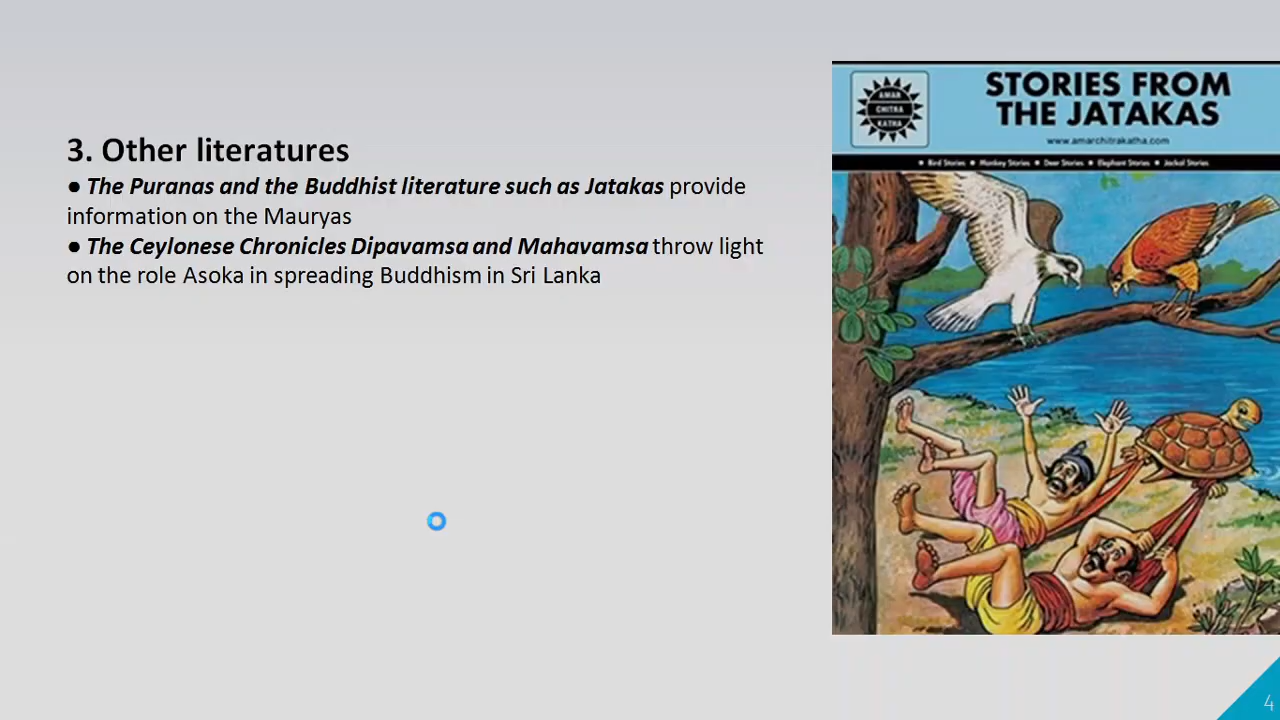 3. Other literatures
● The Puranas and the Buddhist literature such as Jatakas provide
information on the Mauryas
● The Ceylonese Chronicles Dipavamsa and Mahavamsa throw light
on the role Asoka in spreading Buddhism in Sri Lanka
AMAR
CHITRA
KATHA
STORIES FROM
THE JATAKAS
www.amarchitrakatha.com
• Bird Stories • Monkey Stories • Deer Stories • Elephant Stories • Jackal Stories
4